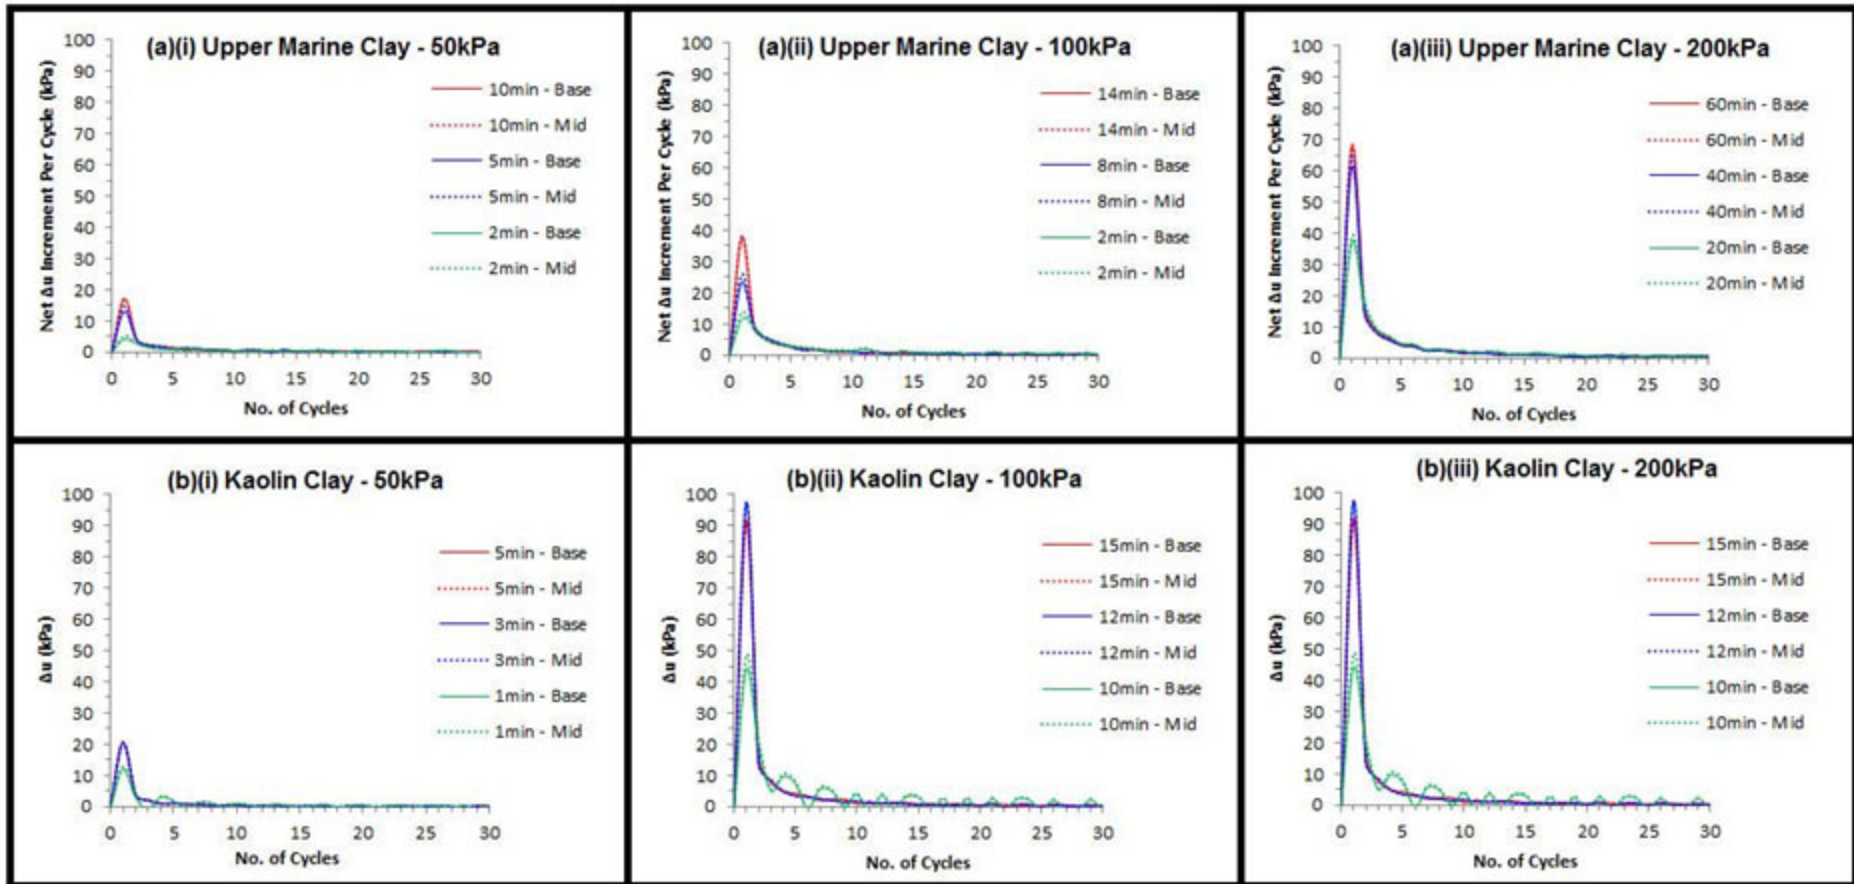 (a)(i) Upper Marine Clay - 50kPa
Net Δu Increment Per Cycle (kPa)
100
90
80
70
60
50
40
30
20
10
0
10min - Base
10min - Mid
5min - Base
5min - Mid
2min - Base
2min - Mid
0 5 10 15 20 25 30
No. of Cycles
(a)(ii) Upper Marine Clay - 100kPa
Net Δu Increment Per Cycle (kPa)
100
90
80
70
60
50
40
30
20
10
0
14min - Base
14min - Mid
8min - Base
8min - Mid
2min - Base
2min - Mid
0 5 10 15 20 25 30
No. of Cycles
(a)(iii) Upper Marine Clay - 200kPa
Net Δu Increment Per Cycle (kPa)
100
90
80
70
60
50
40
30
20
10
0
60min - Base
60min - Mid
40min - Base
40min - Mid
20min - Base
20min - Mid
0 5 10 15 20 25 30
No. of Cycles
(b)(i) Kaolin Clay - 50kPa
Δu (kPa)
100
90
80
70
60
50
40
30
20
10
0
5min - Base
5min - Mid
3min - Base
3min - Mid
1min - Base
1min - Mid
0 5 10 15 20 25 30
No. of Cycles
(b)(ii) Kaolin Clay - 100kPa
Δu (kPa)
100
90
80
70
60
50
40
30
20
10
0
15min - Base
15min - Mid
12min - Base
12min - Mid
10min - Base
10min - Mid
0 5 10 15 20 25 30
No. of Cycles
(b)(iii) Kaolin Clay - 200kPa
Δu (kPa)
100
90
80
70
60
50
40
30
20
10
0
15min - Base
15min - Mid
12min - Base
12min - Mid
10min - Base
10min - Mid
0 5 10 15 20 25 30
No. of Cycles